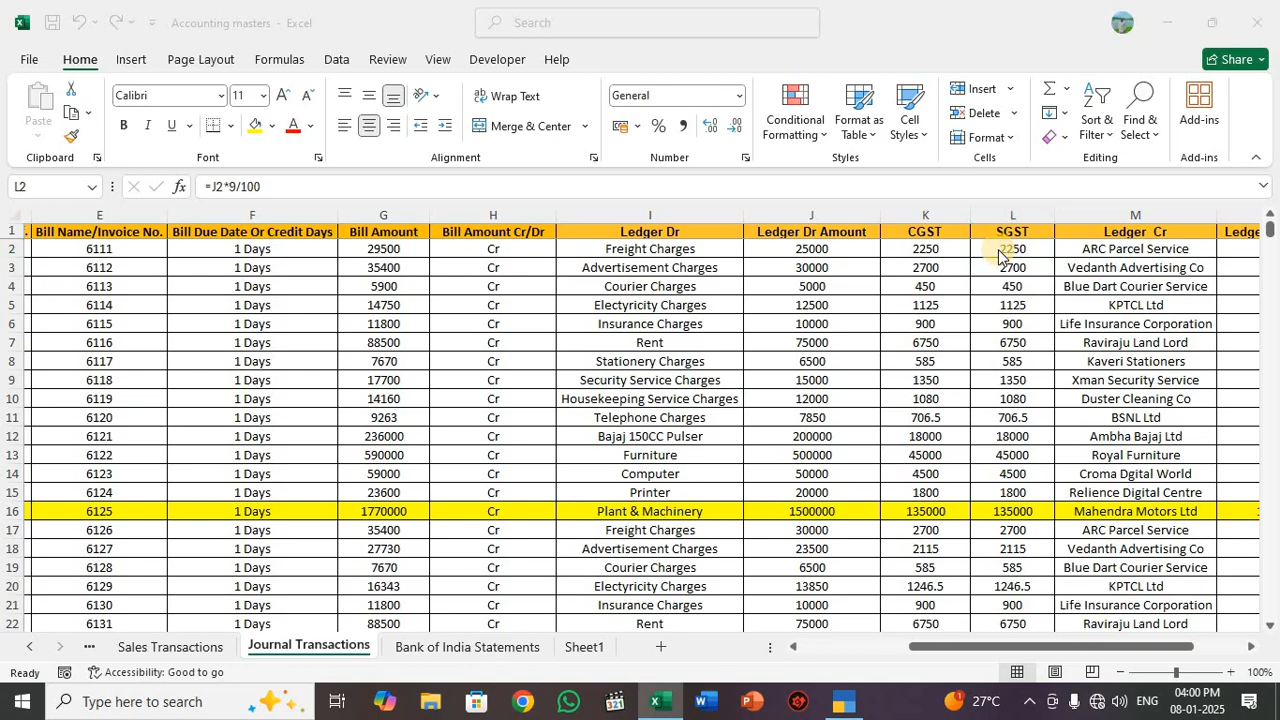 Accounting masters - Excel
Search
File Home Insert Page Layout Formulas Data Review View Developer Help
Share
Paste
Calibri 11
B I U
Wrap Text
Merge & Center
General
Conditional Formatting
Format as Table
Cell Styles
Insert
Delete
Format
Sort & Filter
Find & Select
Add-ins
Clipboard Font Alignment Number Styles Cells Editing Add-ins
L2 =J2*9/100
E F G H I J K L M
1 . Bill Name/Invoice No. Bill Due Date Or Credit Days Bill Amount Bill Amount Cr/Dr Ledger Dr Ledger Dr Amount CGST SGST Ledger Cr Ledge
2 6111 1 Days 29500 Cr Freight Charges 25000 2250 2250 ARC Parcel Service
3 6112 1 Days 35400 Cr Advertisement Charges 30000 2700 2700 Vedanth Advertising Co
4 6113 1 Days 5900 Cr Courier Charges 5000 450 450 Blue Dart Courier Service
5 6114 1 Days 14750 Cr Electyricity Charges 12500 1125 1125 KPTCL Ltd
6 6115 1 Days 11800 Cr Insurance Charges 10000 900 900 Life Insurance Corporation
7 6116 1 Days 88500 Cr Rent 75000 6750 6750 Raviraju Land Lord
8 6117 1 Days 7670 Cr Stationery Charges 6500 585 585 Kaveri Stationers
9 6118 1 Days 17700 Cr Security Service Charges 15000 1350 1350 Xman Security Service
10 6119 1 Days 14160 Cr Housekeeping Service Charges 12000 1080 1080 Duster Cleaning Co
11 6120 1 Days 9263 Cr Telephone Charges 7850 706.5 706.5 BSNL Ltd
12 6121 1 Days 236000 Cr Bajaj 150CC Pulser 200000 18000 18000 Ambha Bajaj Ltd
13 6122 1 Days 590000 Cr Furniture 500000 45000 45000 Royal Furniture
14 6123 1 Days 59000 Cr Computer 50000 4500 4500 Croma Dgital World
15 6124 1 Days 23600 Cr Printer 20000 1800 1800 Relience Digital Centre
16 6125 1 Days 1770000 Cr Plant & Machinery 1500000 135000 135000 Mahendra Motors Ltd 1
17 6126 1 Days 35400 Cr Freight Charges 30000 2700 2700 ARC Parcel Service
18 6127 1 Days 27730 Cr Advertisement Charges 23500 2115 2115 Vedanth Advertising Co
19 6128 1 Days 7670 Cr Courier Charges 6500 585 585 Blue Dart Courier Service
20 6129 1 Days 16343 Cr Electyricity Charges 13850 1246.5 1246.5 KPTCL Ltd
21 6130 1 Days 11800 Cr Insurance Charges 10000 900 900 Life Insurance Corporation
22 6131 1 Days 88500 Cr Rent 75000 6750 6750 Raviraju Land Lord
Sales Transactions Journal Transactions Bank of India Statements Sheet1
Ready Accessibility: Good to go 100%
Type here to search
321
1 27°C ENG 04:00 PM
08-01-2025